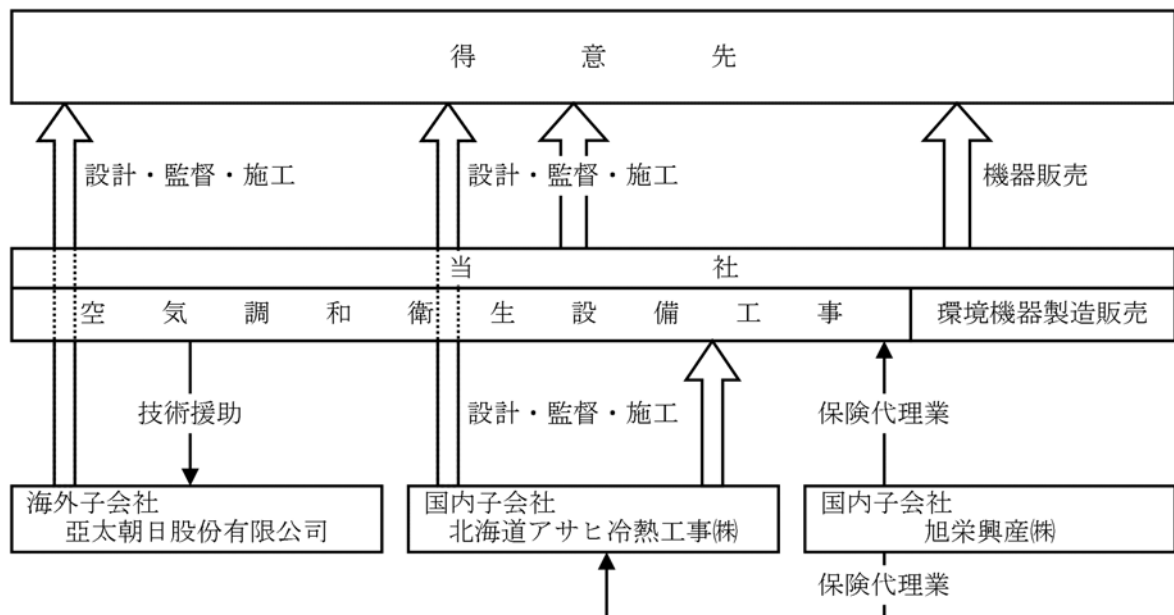 得意先
設計・監督・施工
設計・監督・施工
機器販売
当社
空気調和衛生設備工事
環境機器製造販売
技術援助
設計・監督・施工
保険代理業
海外子会社
亞太朝日股份有限公司
国内子会社
北海道アサヒ冷熱工事㈱
国内子会社
旭栄興産㈱
保険代理業